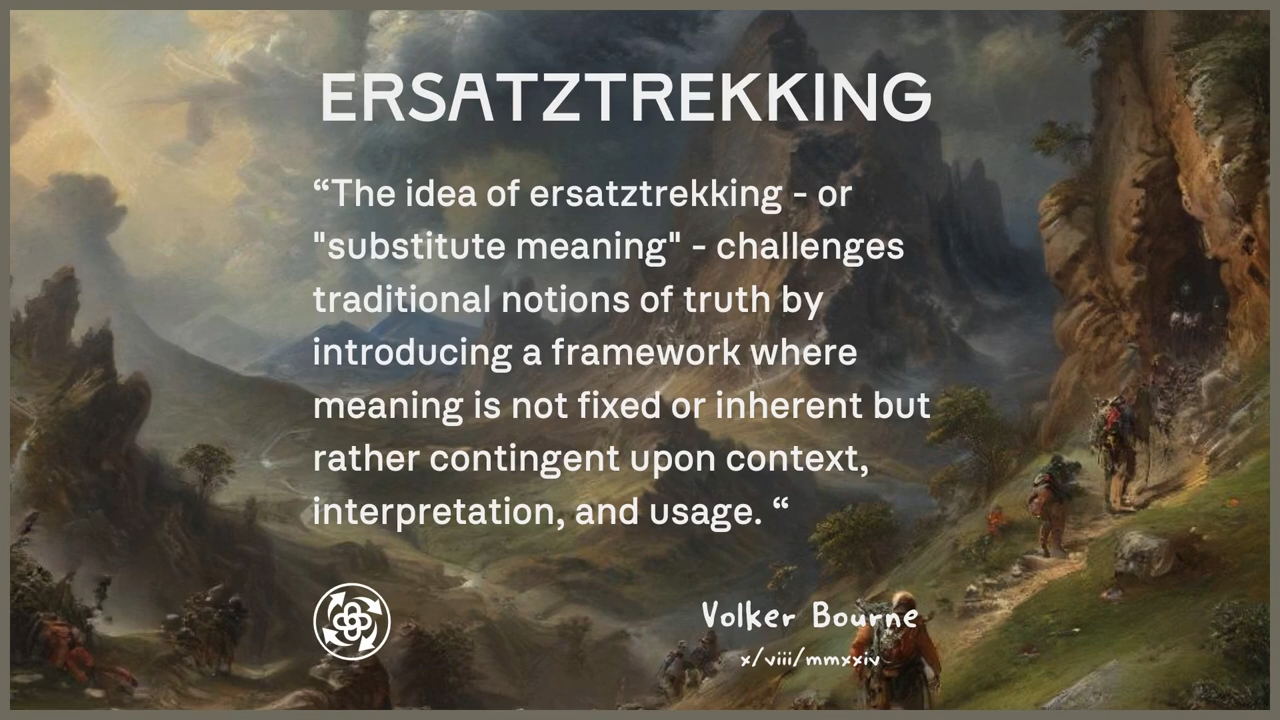 ERSATZTREKKING
“The idea of ersatztrekking - or
"substitute meaning" - challenges
traditional notions of truth by
introducing a framework where
meaning is not fixed or inherent but
rather contingent upon context,
interpretation, and usage. “
Volker Bourne
x/viii/mmxxiv